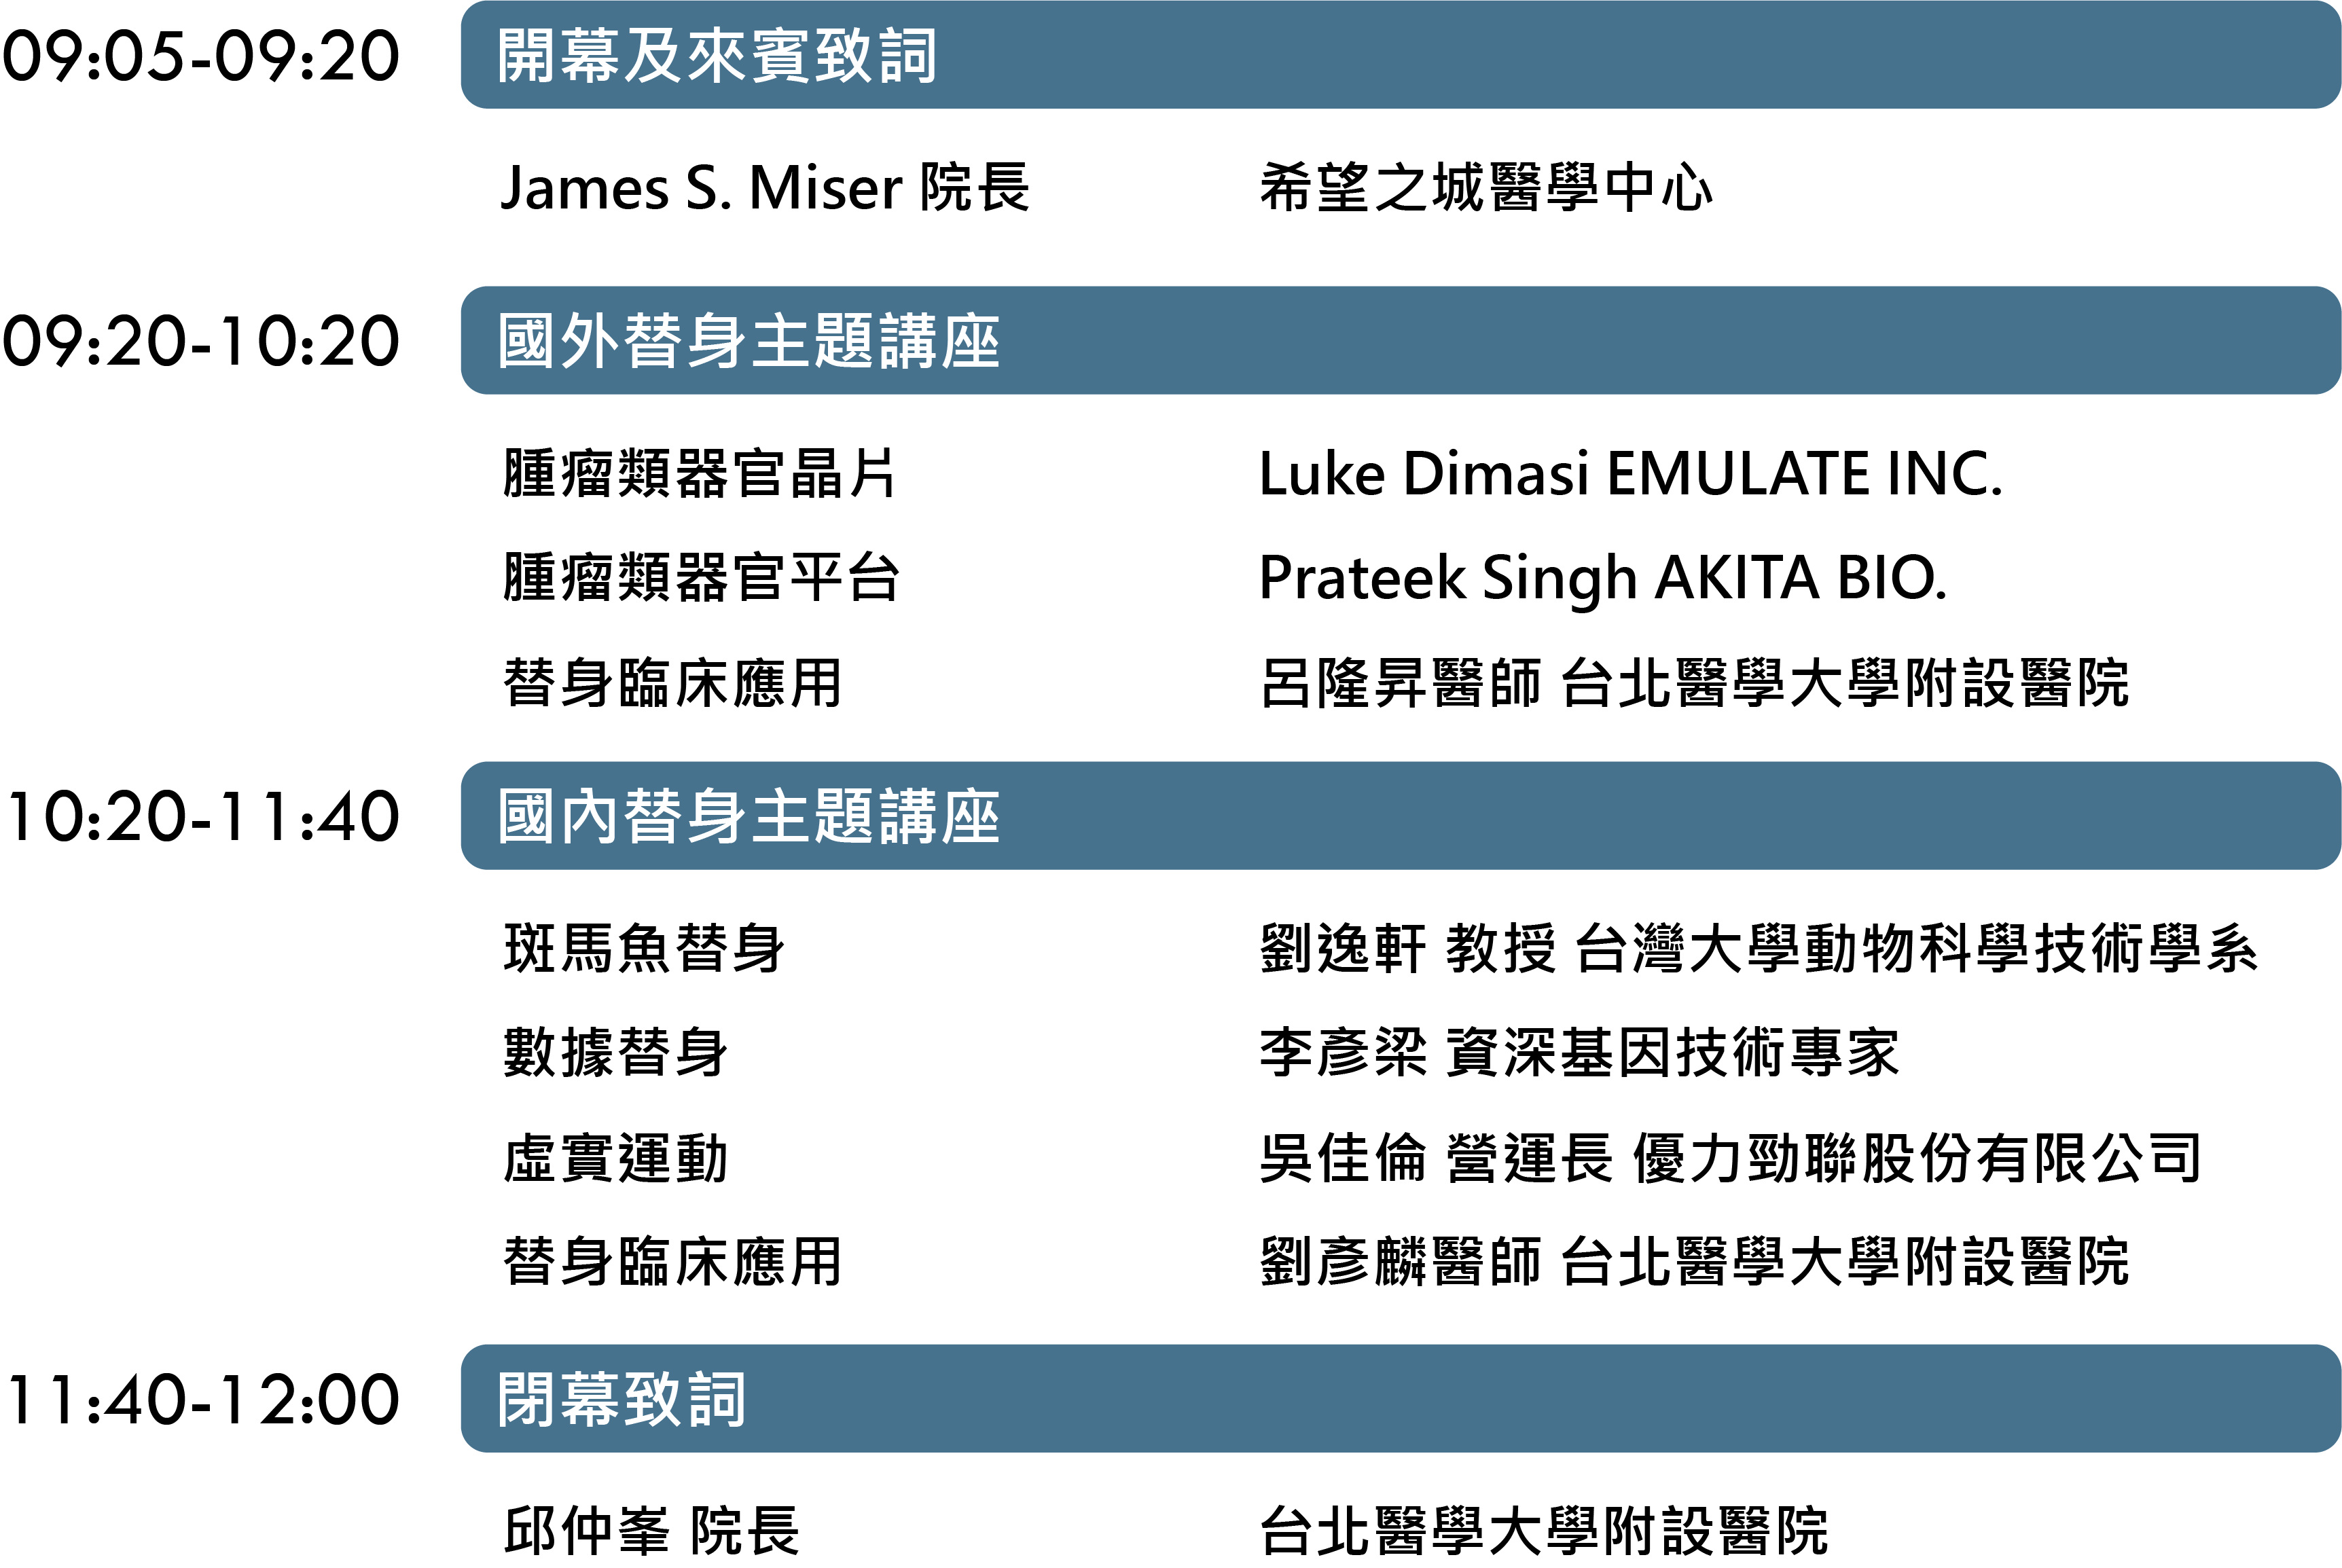 09:05-09:20 開幕及來賓致詞
James S. Miser 院長 希望之城醫學中心
09:20-10:20 國外替身主題講座
腫瘤類器官晶片 Luke Dimasi EMULATE INC.
腫瘤類器官平台 Prateek Singh AKITA BIO.
替身臨床應用 呂隆昇醫師 台北醫學大學附設醫院
10:20-11:40 國內替身主題講座
斑馬魚替身 劉逸軒 教授 台灣大學動物科學技術學系
數據替身 李彥梁 資深基因技術專家
虛實運動 吳佳倫 營運長 優力勁聯股份有限公司
替身臨床應用 劉彥麟醫師 台北醫學大學附設醫院
11:40-12:00 閉幕致詞
邱仲峯 院長 台北醫學大學附設醫院